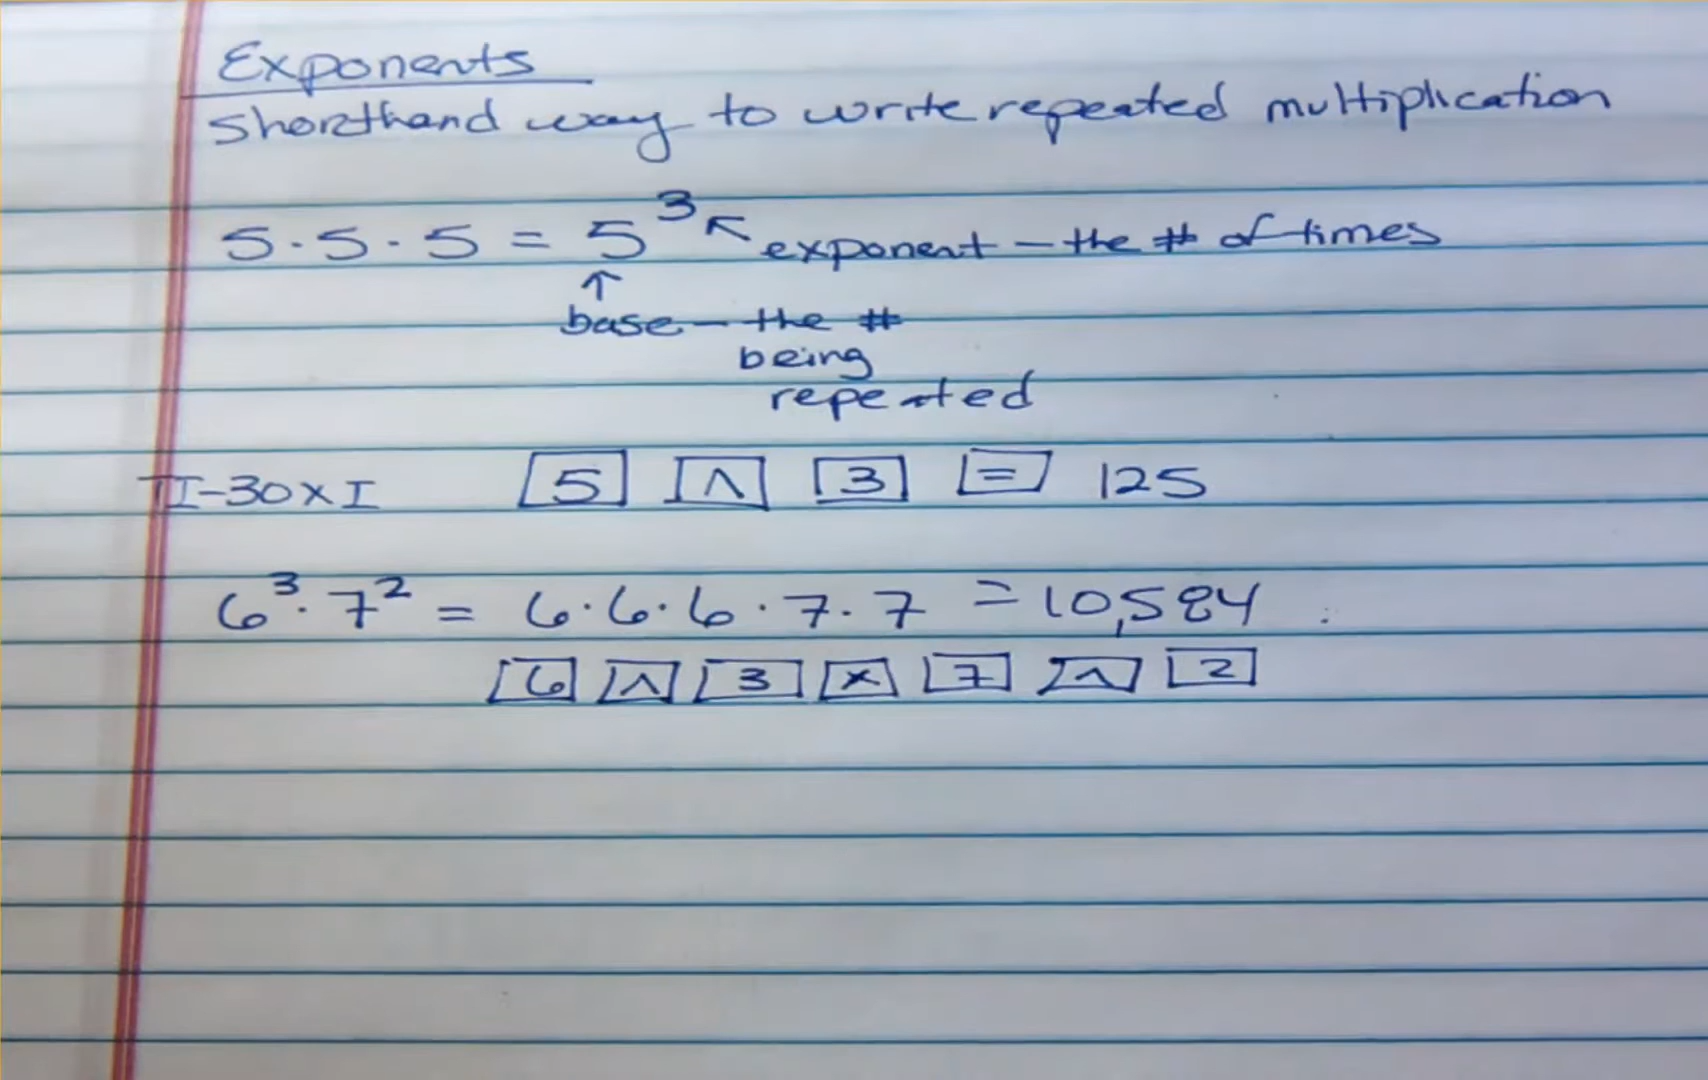 Exponents
Shorthand way to write repeated multiplication
5·5·5 = 5³ ↖ exponent – the # of times
↑
base – the #
being
repeated
TI-30XI [5] [^] [3] [=] 125
6³·7² = 6·6·6·7·7 = 10,584
[6] [^] [3] [×] [7] [^] [2]